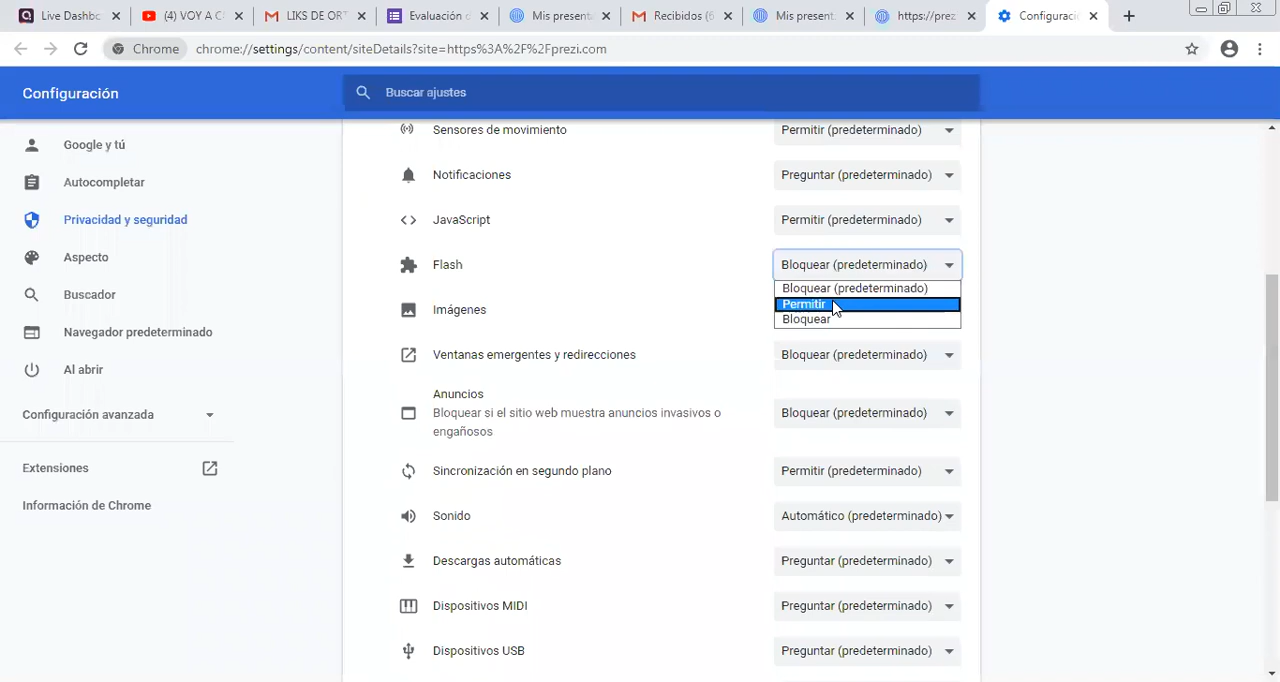 Live Dashbo
(4) VOY A CA
LIKS DE ORT
Evaluación d
Mis presenta
Recibidos (6
Mis present
https://prez
Configuraci
Chrome
chrome://settings/content/siteDetails?site=https%3A%2F%2Fprezi.com
Configuración
Buscar ajustes
Google y tú
Autocompletar
Privacidad y seguridad
Aspecto
Buscador
Navegador predeterminado
Al abrir
Configuración avanzada
Extensiones
Información de Chrome
Sensores de movimiento
Permitir (predeterminado)
Notificaciones
Preguntar (predeterminado)
JavaScript
Permitir (predeterminado)
Flash
Bloquear (predeterminado)
Bloquear (predeterminado)
Permitir
Bloquear
Imágenes
Ventanas emergentes y redirecciones
Bloquear (predeterminado)
Anuncios
Bloquear si el sitio web muestra anuncios invasivos o
engañosos
Bloquear (predeterminado)
Sincronización en segundo plano
Permitir (predeterminado)
Sonido
Automático (predeterminado)
Descargas automáticas
Preguntar (predeterminado)
Dispositivos MIDI
Preguntar (predeterminado)
Dispositivos USB
Preguntar (predeterminado)